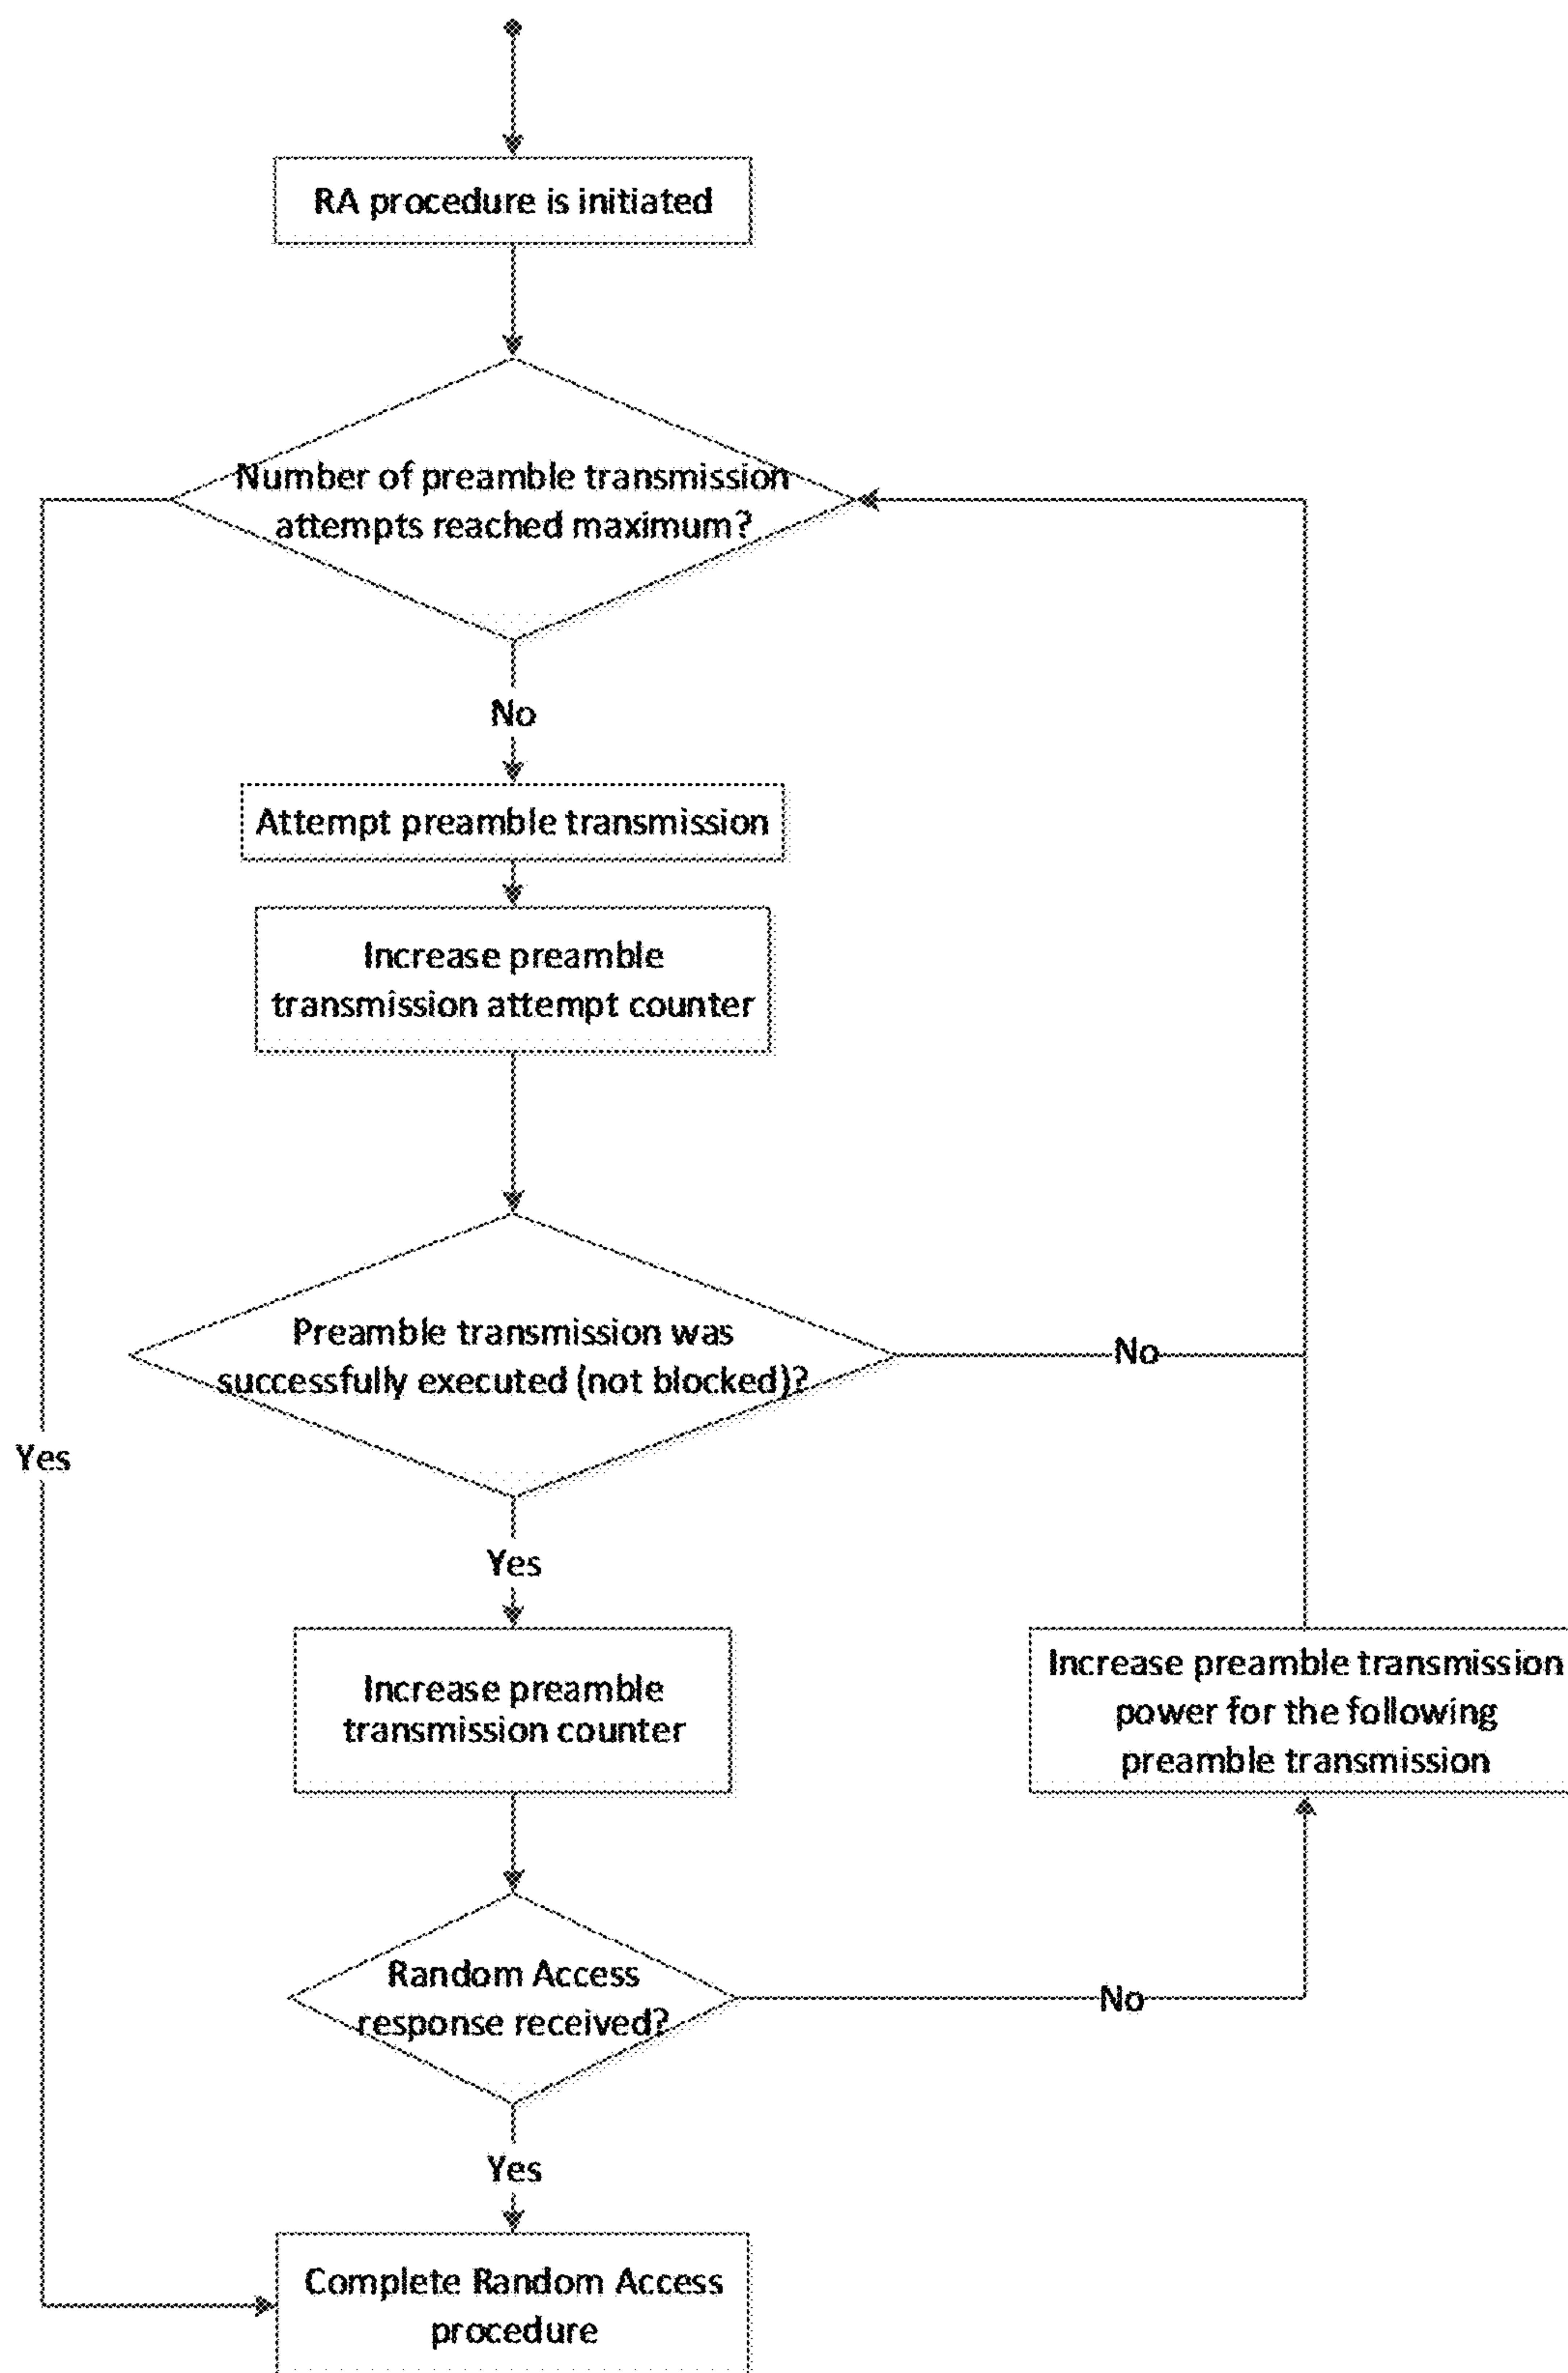 RA procedure is initiated
Number of preamble transmission
attempts reached maximum?
No
Attempt preamble transmission
Increase preamble
transmission attempt counter
Preamble transmission was
successfully executed (not blocked)?
No
Yes
Yes
Increase preamble
transmission counter
Increase preamble transmission
power for the following
preamble transmission
Random Access
response received?
No
Yes
Complete Random Access
procedure